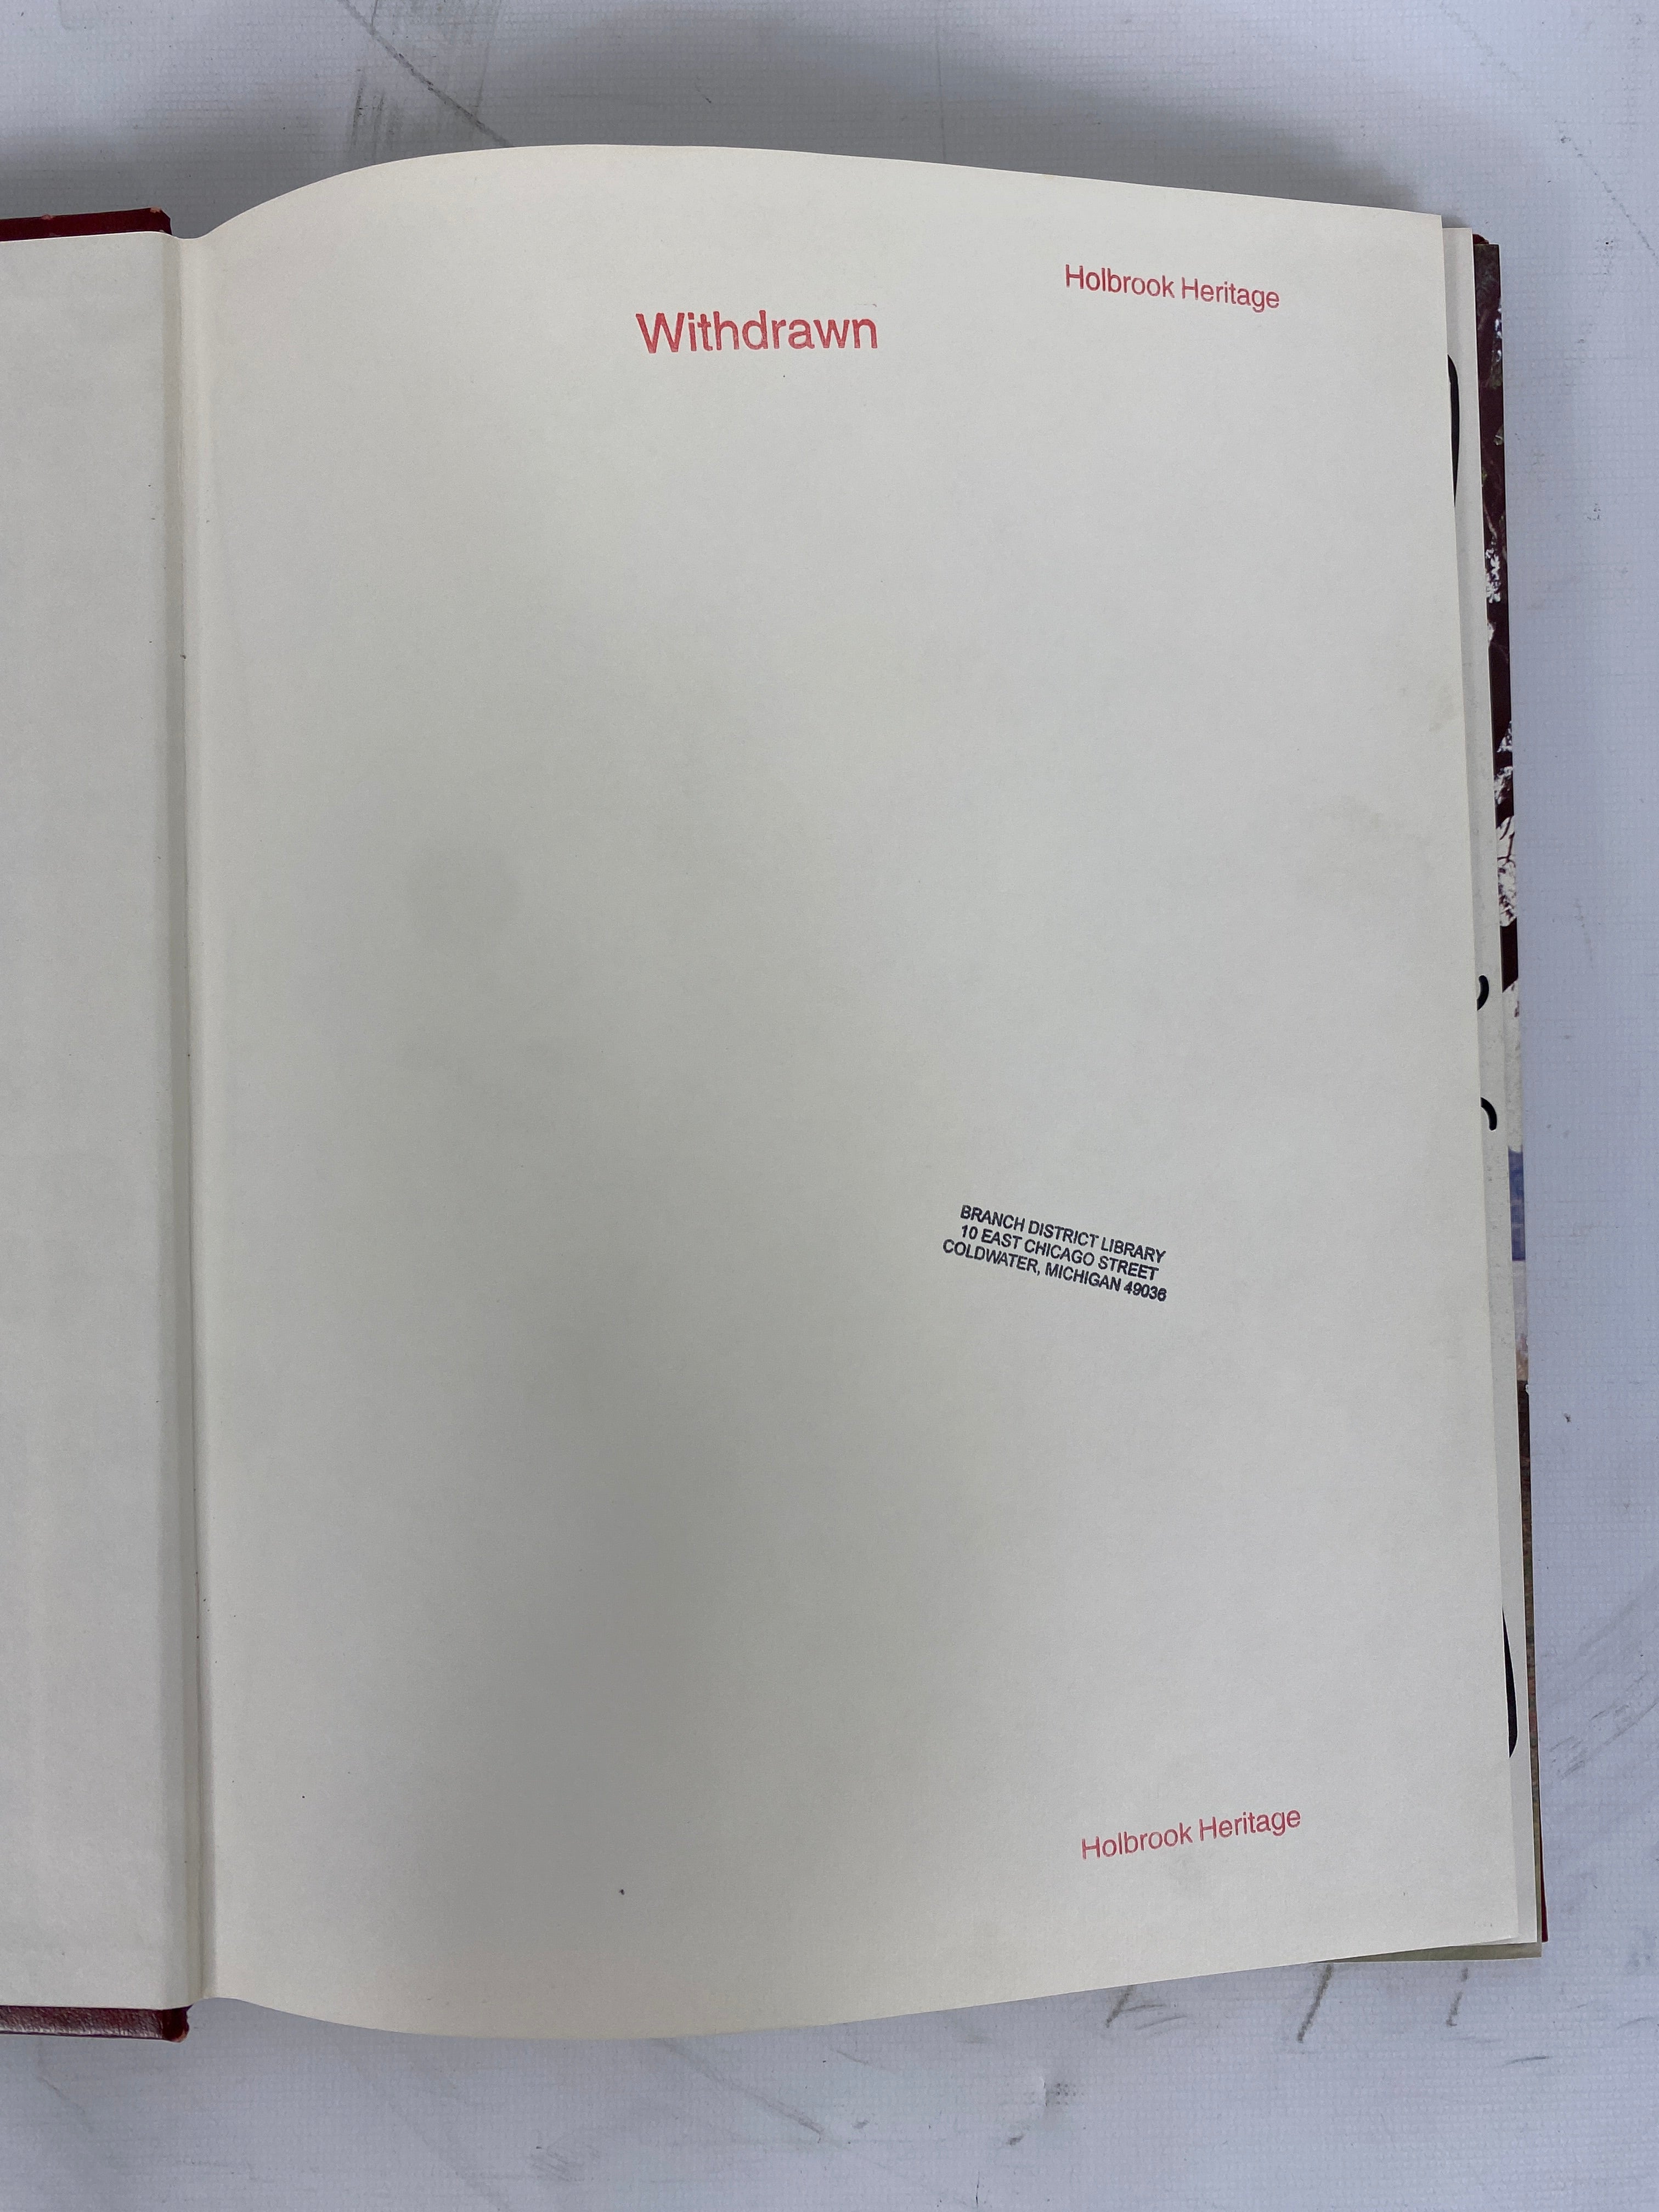 Holbrook Heritage
Withdrawn
BRANCH DISTRICT LIBRARY
10 EAST CHICAGO STREET
COLDWATER, MICHIGAN 49036
Holbrook Heritage